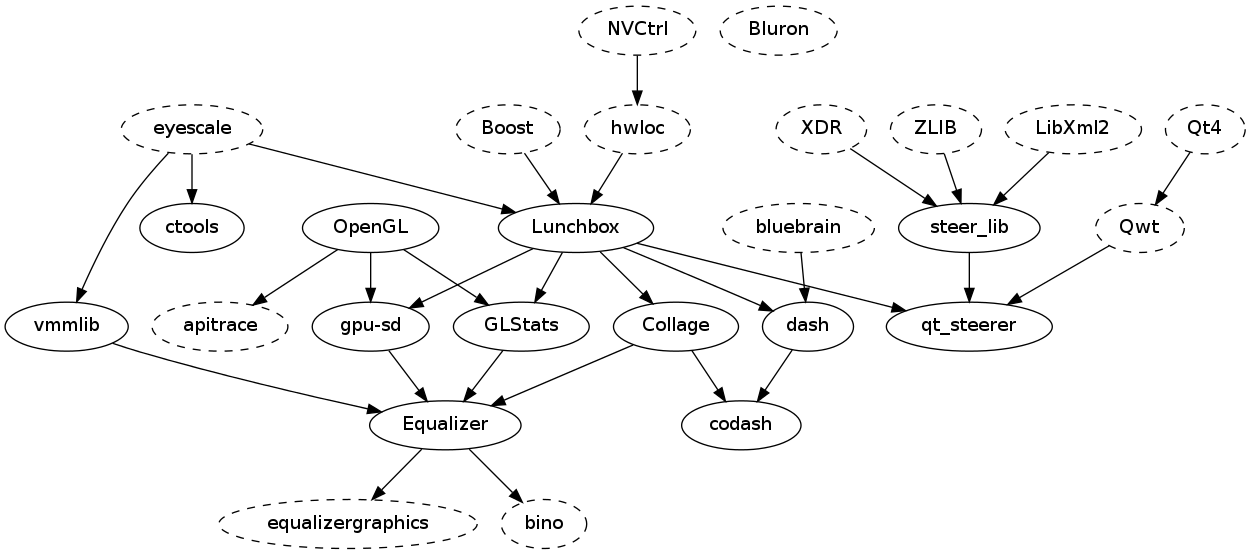 NVCtrl
Bluron
eyescale
Boost
hwloc
XDR
ZLIB
LibXml2
Qt4
ctools
OpenGL
Lunchbox
bluebrain
steer_lib
Qwt
vmmlib
apitrace
gpu-sd
GLStats
Collage
dash
qt_steerer
Equalizer
codash
equalizergraphics
bino